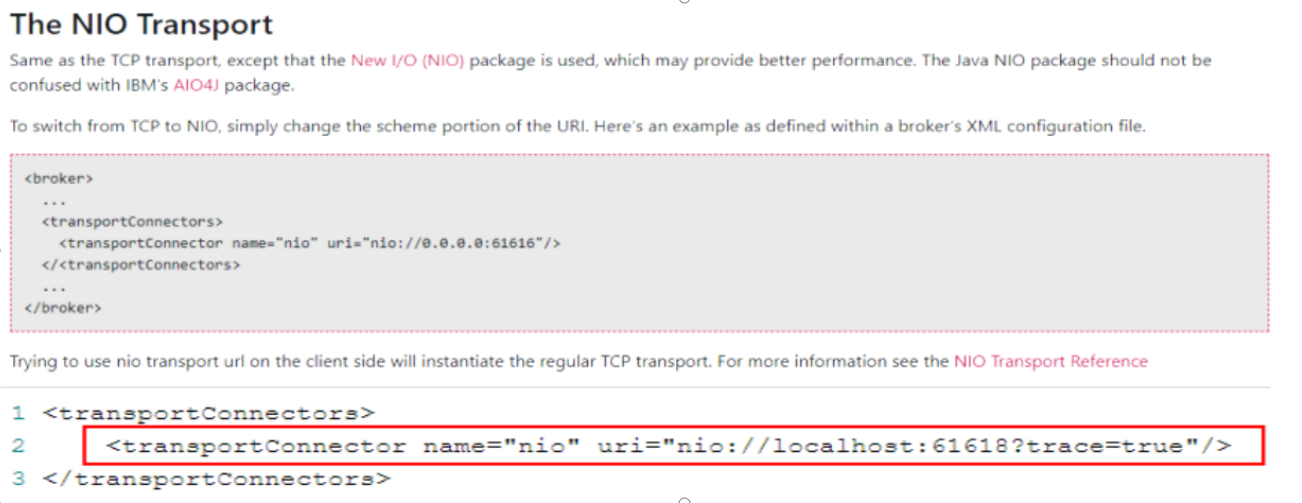 The NIO Transport
Same as the TCP transport, except that the New I/O (NIO) package is used, which may provide better performance. The Java NIO package should not be
confused with IBM's AIO4J package.
To switch from TCP to NIO, simply change the scheme portion of the URI. Here's an example as defined within a broker's XML configuration file.
<broker>
...
<transportConnectors>
<transportConnector name="nio" uri="nio://0.0.0.0:61616"/>
</<transportConnectors>
...
</broker>
Trying to use nio transport url on the client side will instantiate the regular TCP transport. For more information see the NIO Transport Reference
1 <transportConnectors>
2 <transportConnector name="nio" uri="nio://localhost:61618?trace=true"/>
3 </transportConnectors>